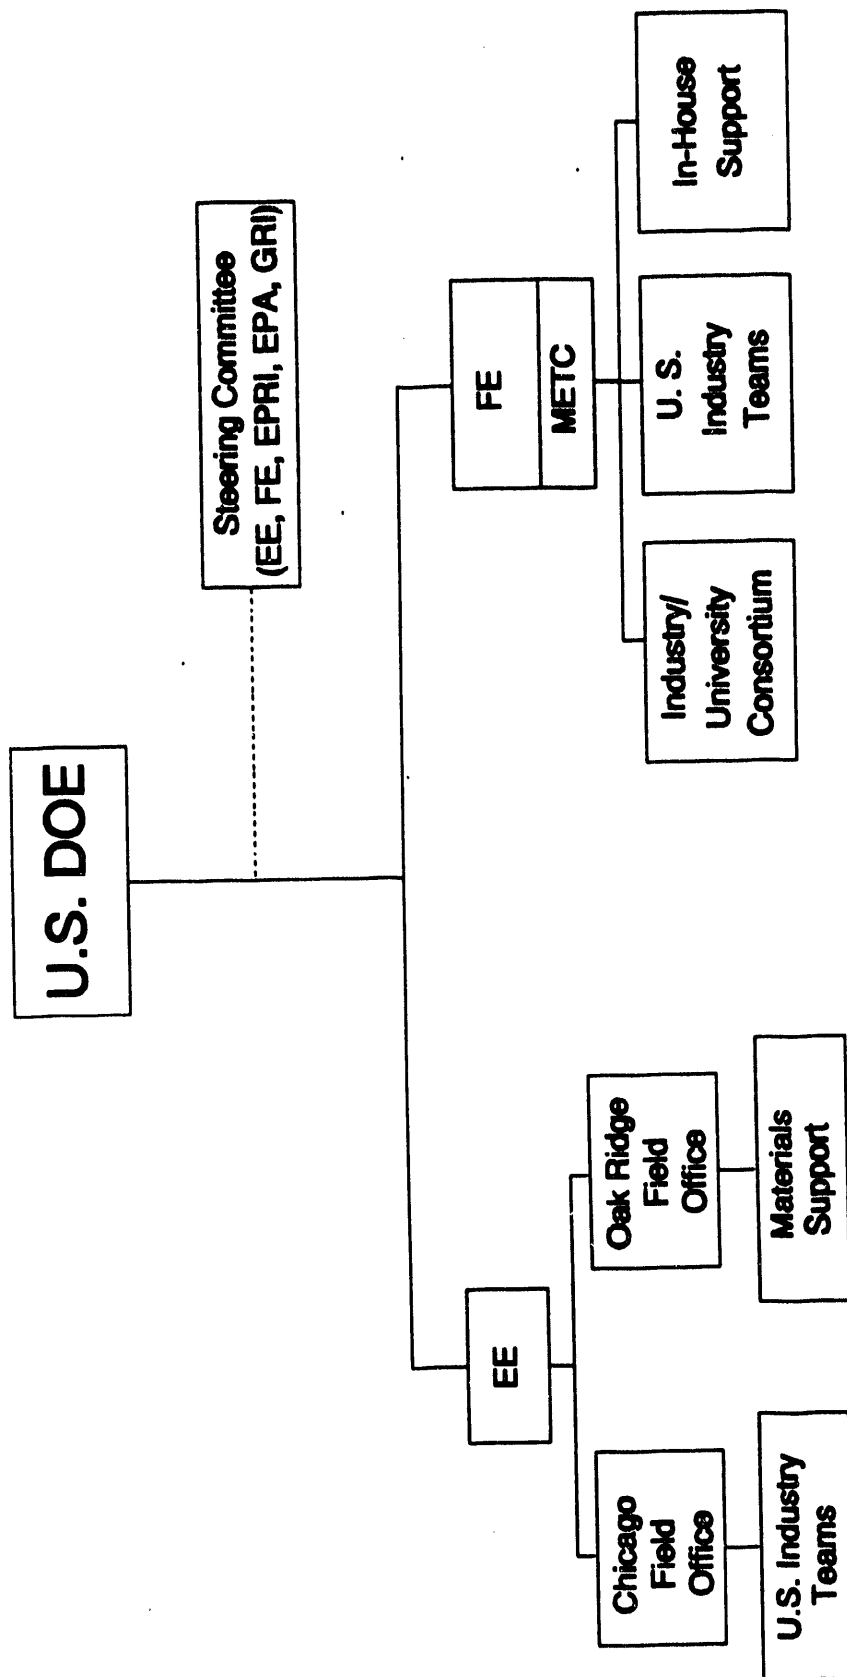 U.S. DOE
Steering Committee
(EE, FE, EPRI, EPA, GRI)
EE
FE
METC
Chicago
Field
Office
Oak Ridge
Field
Office
U.S. Industry
Teams
Materials
Support
Industry/
University
Consortium
U. S.
Industry
Teams
In-House
Support